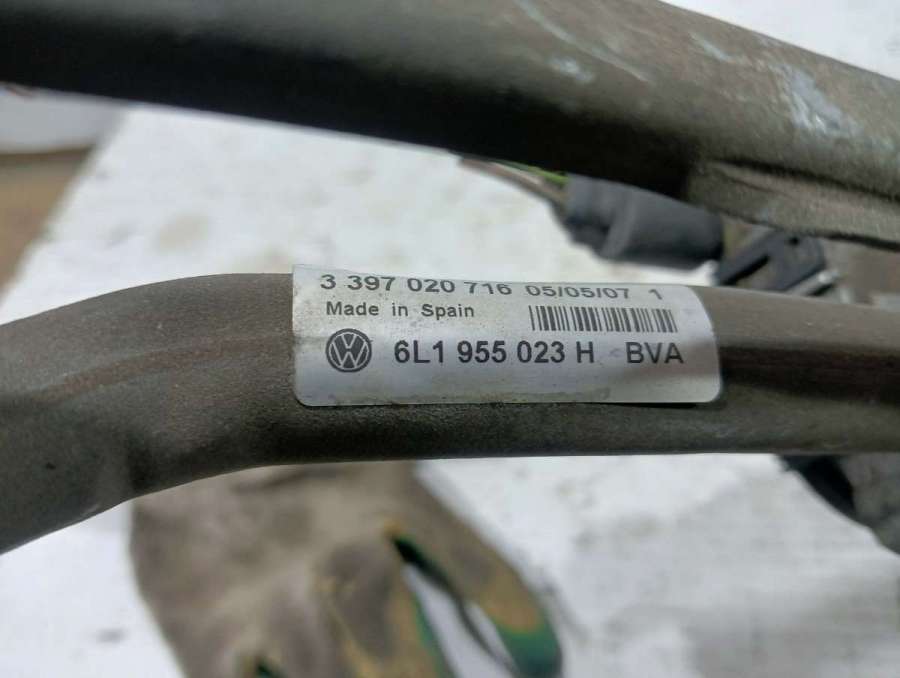 3 397 020 716 05/05/07 1
Made in Spain
6L1 955 023 H BVA